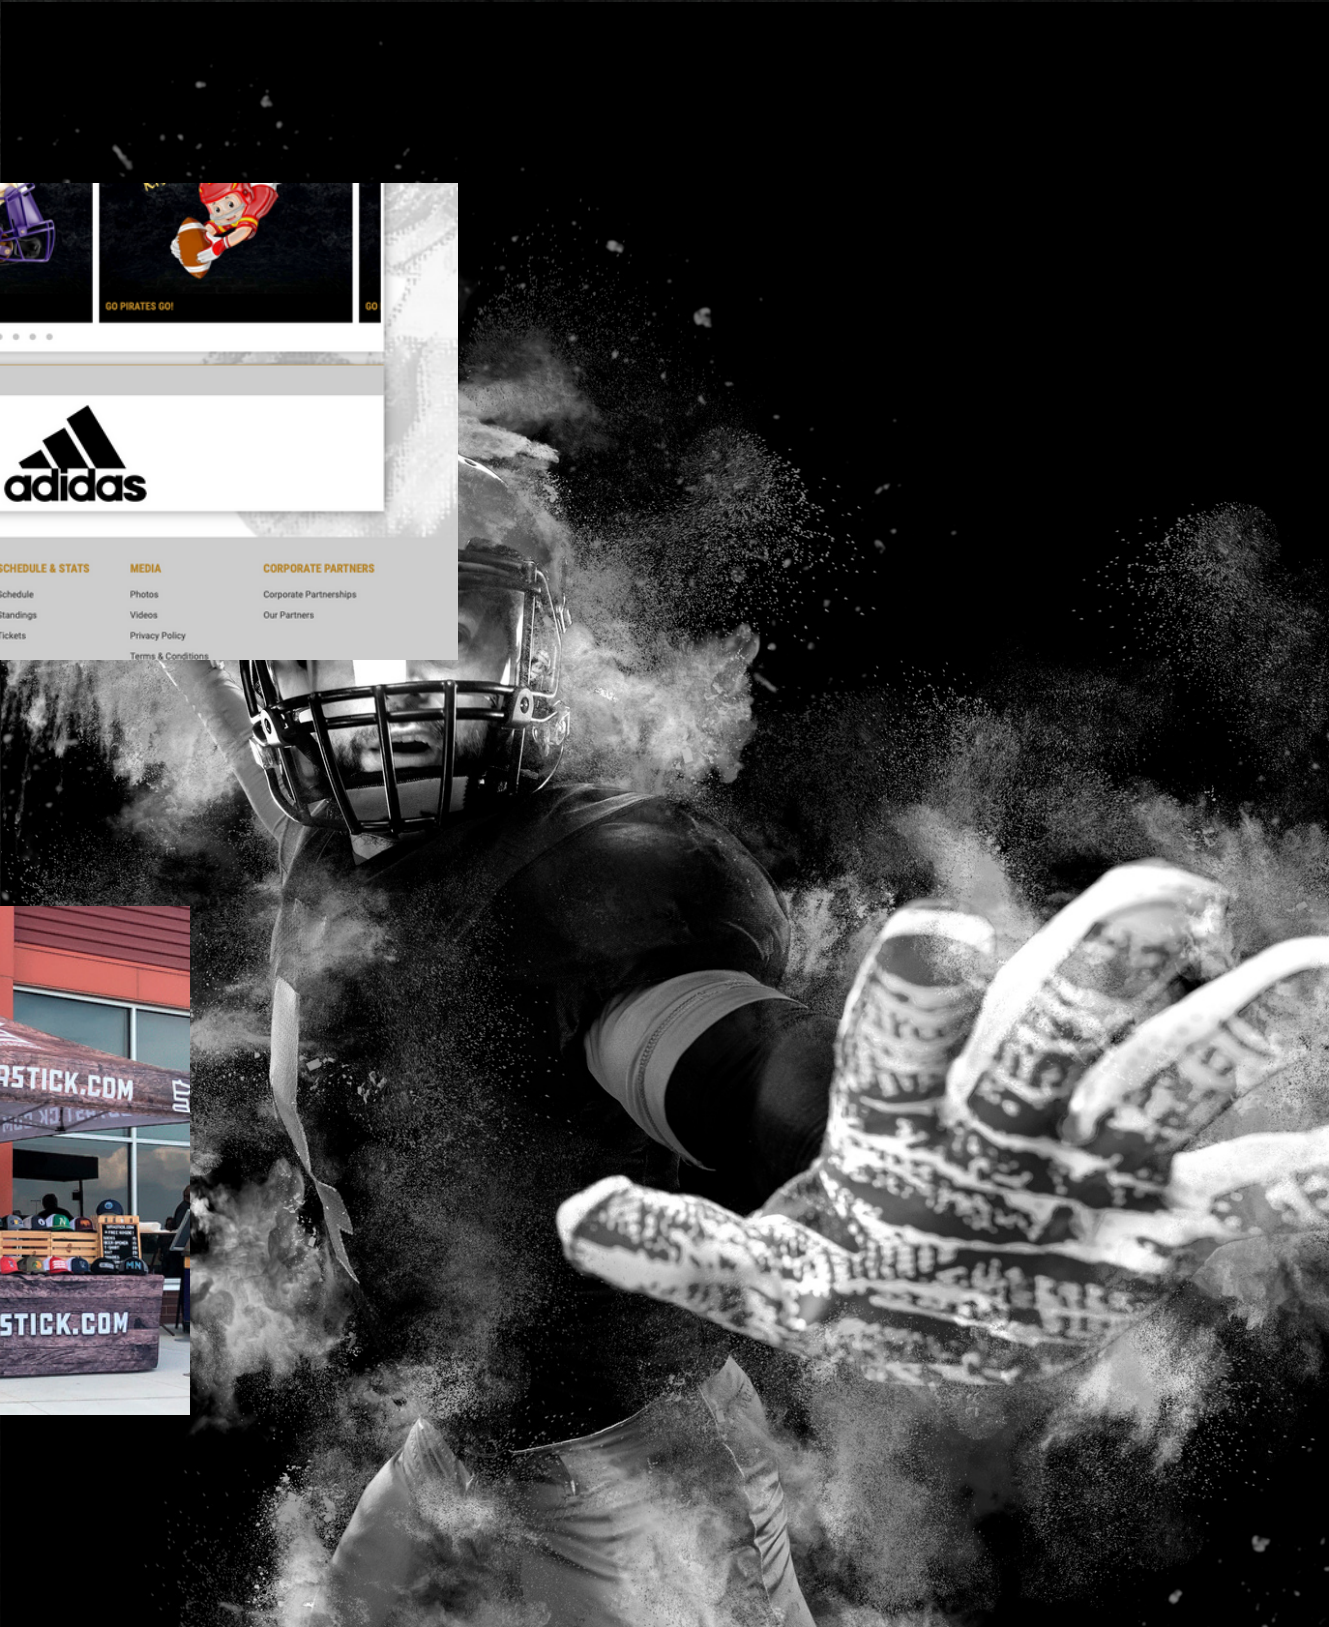 GO PIRATES GO!
GO
adidas
SCHEDULE & STATS
Schedule
Standings
Tickets
MEDIA
Photos
Videos
Privacy Policy
Terms & Conditions
CORPORATE PARTNERS
Corporate Partnerships
Our Partners
STICK.COM
N
MN
STICK.COM